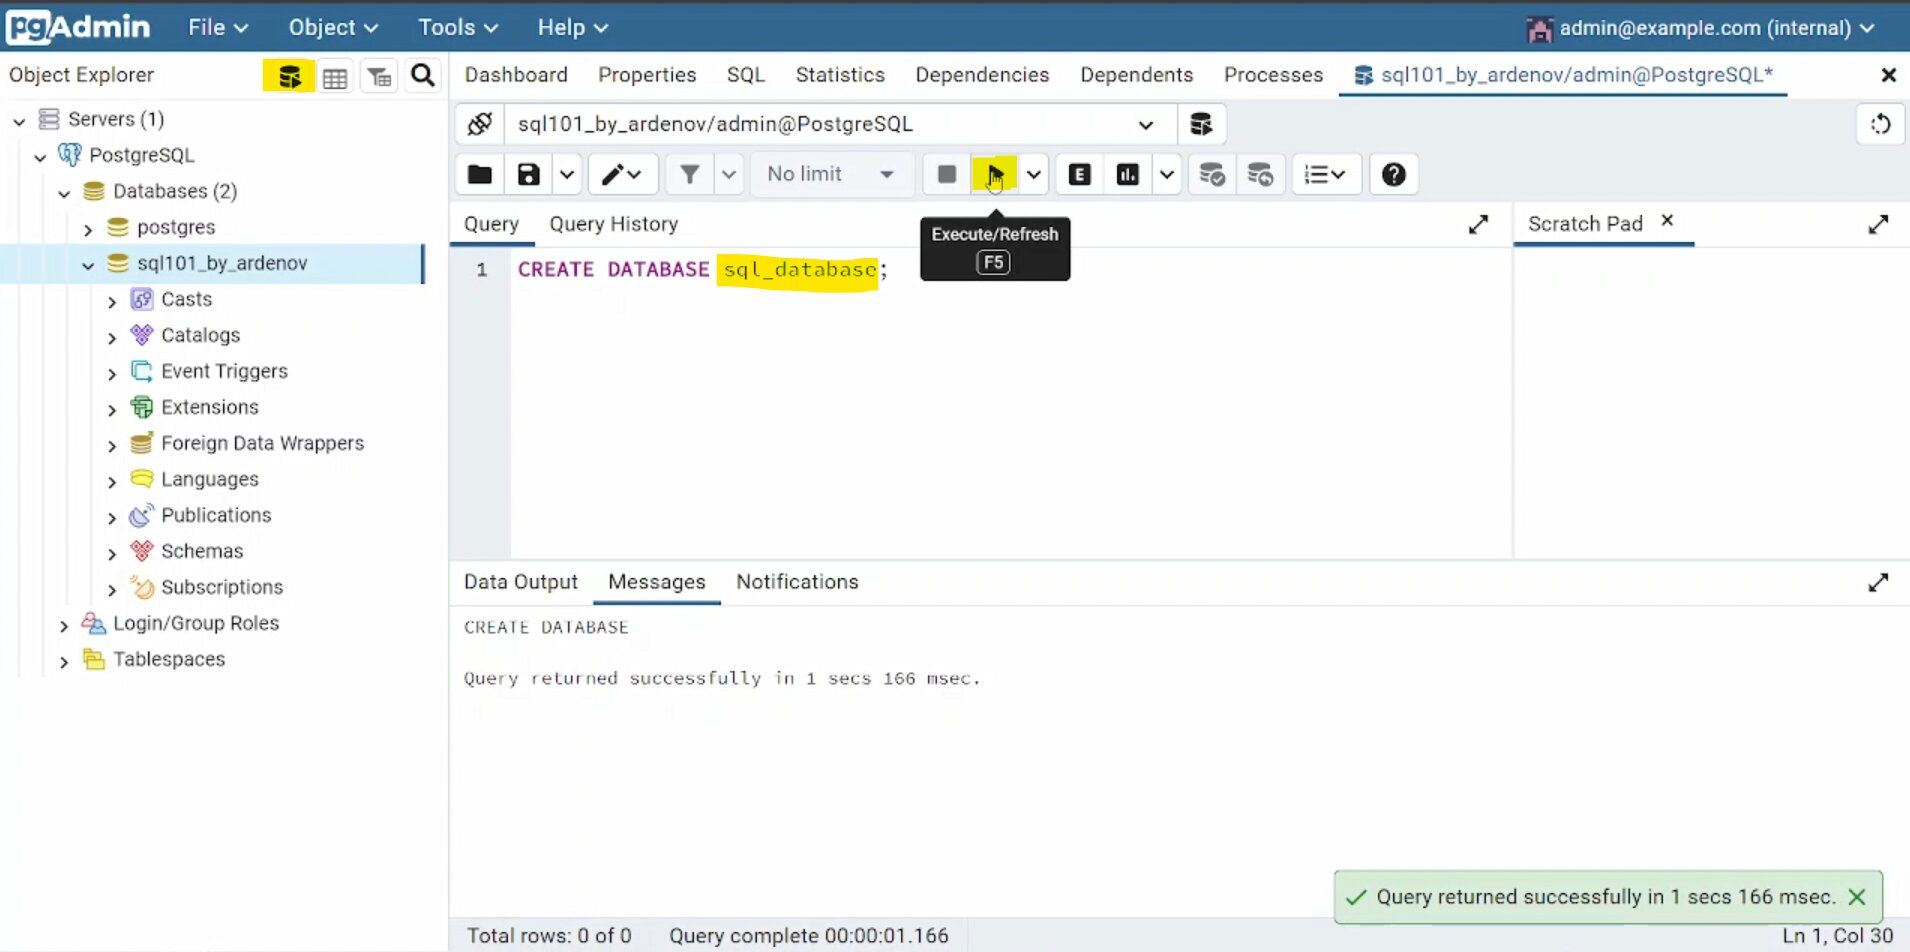 pgAdmin File Object Tools Help admin@example.com (internal)
Object Explorer
Dashboard Properties SQL Statistics Dependencies Dependents Processes sql101_by_ardenov/admin@PostgreSQL*
Servers (1)
PostgreSQL
Databases (2)
postgres
sql101_by_ardenov
Casts
Catalogs
Event Triggers
Extensions
Foreign Data Wrappers
Languages
Publications
Schemas
Subscriptions
Login/Group Roles
Tablespaces
sql101_by_ardenov/admin@PostgreSQL
No limit
E
Execute/Refresh
F5
Query Query History
Scratch Pad
1 CREATE DATABASE sql_database;
Data Output Messages Notifications
CREATE DATABASE
Query returned successfully in 1 secs 166 msec.
Query returned successfully in 1 secs 166 msec.
Total rows: 0 of 0 Query complete 00:00:01.166 Ln 1, Col 30